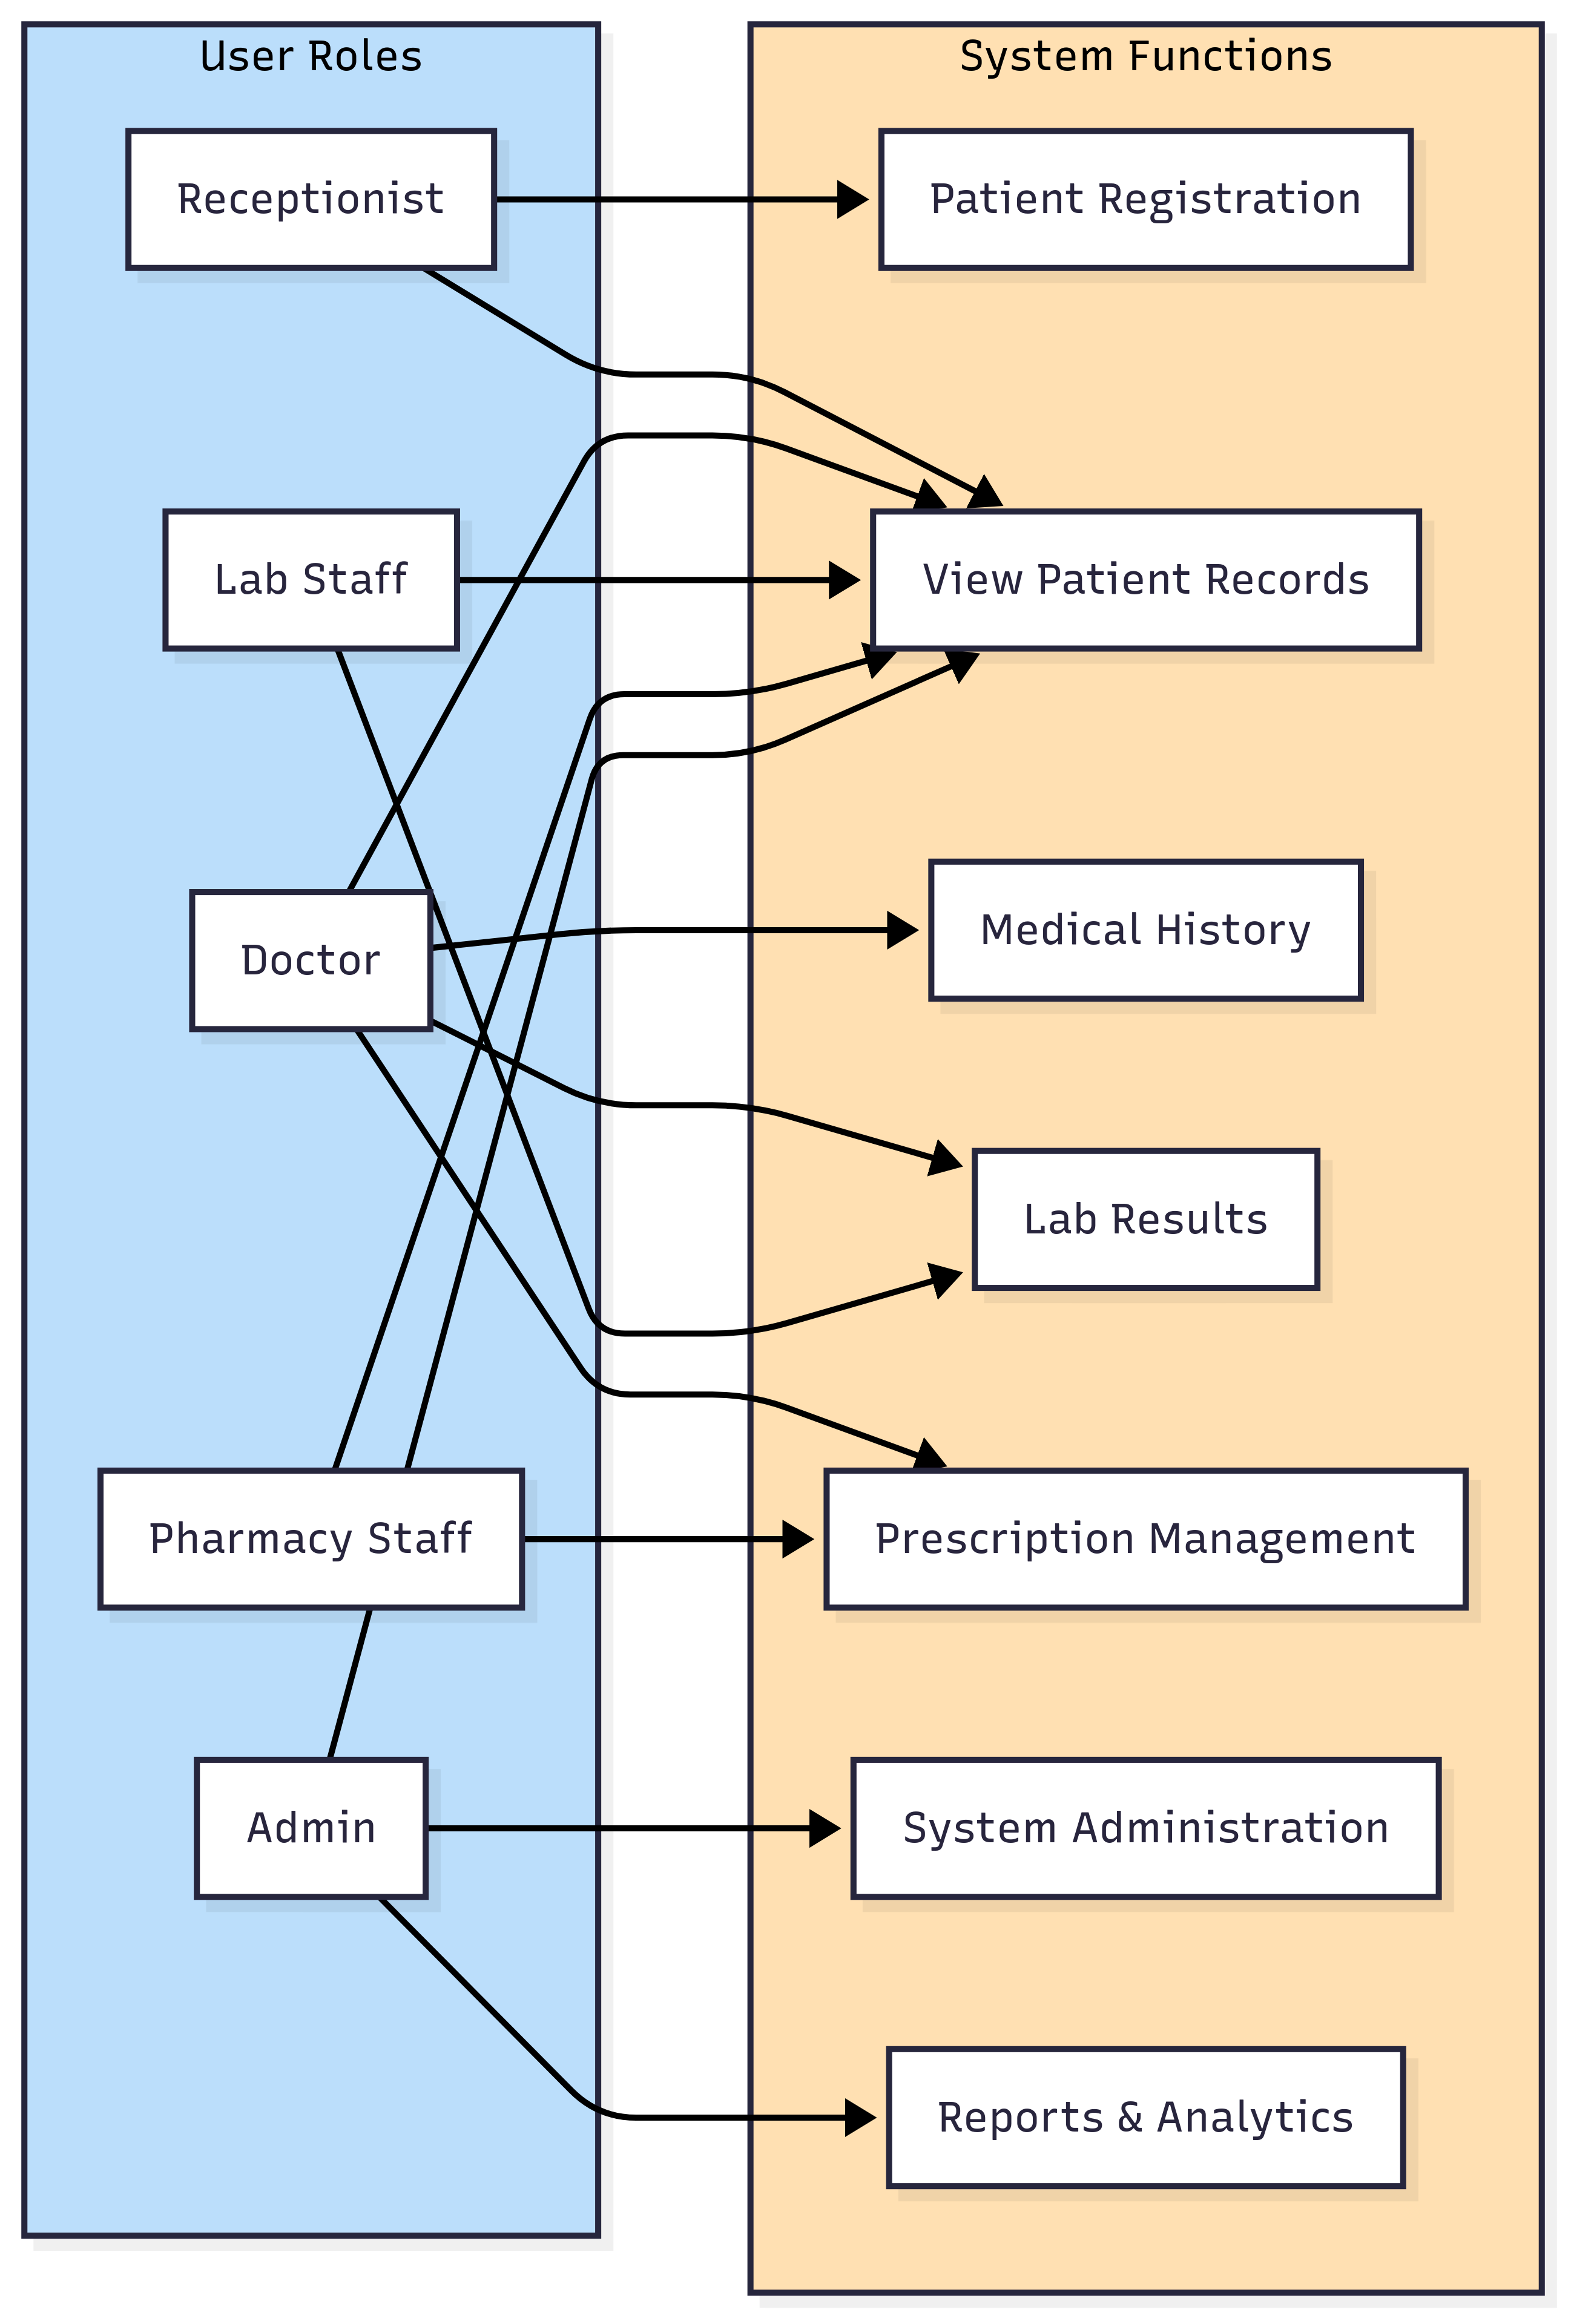 User Roles
Receptionist
Lab Staff
Doctor
Pharmacy Staff
Admin
System Functions
Patient Registration
View Patient Records
Medical History
Lab Results
Prescription Management
System Administration
Reports & Analytics